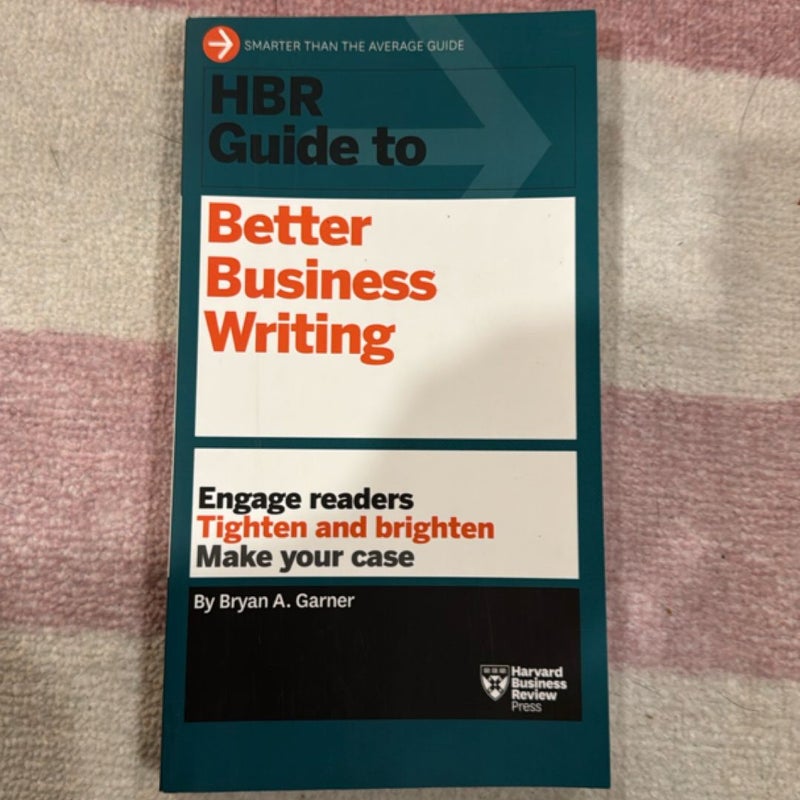 SMARTER THAN THE AVERAGE GUIDE
HBR
Guide to
Better
Business
Writing
Engage readers
Tighten and brighten
Make your case
By Bryan A. Garner
Harvard
Business
Review
Press